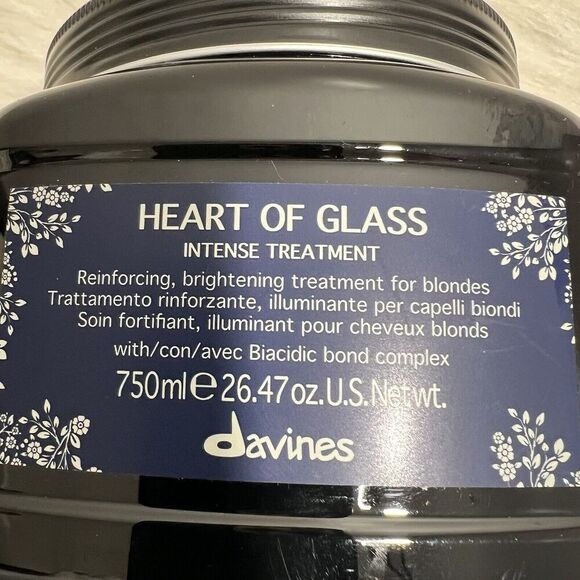 HEART OF GLASS
INTENSE TREATMENT
Reinforcing, brightening treatment for blondes
Trattamento rinforzante, illuminante per capelli biondi
Soin fortifiant, illuminant pour cheveux blonds
with/con/avec Biacidic bond complex
750ml℮26.47oz.U.S.Net wt.
davines